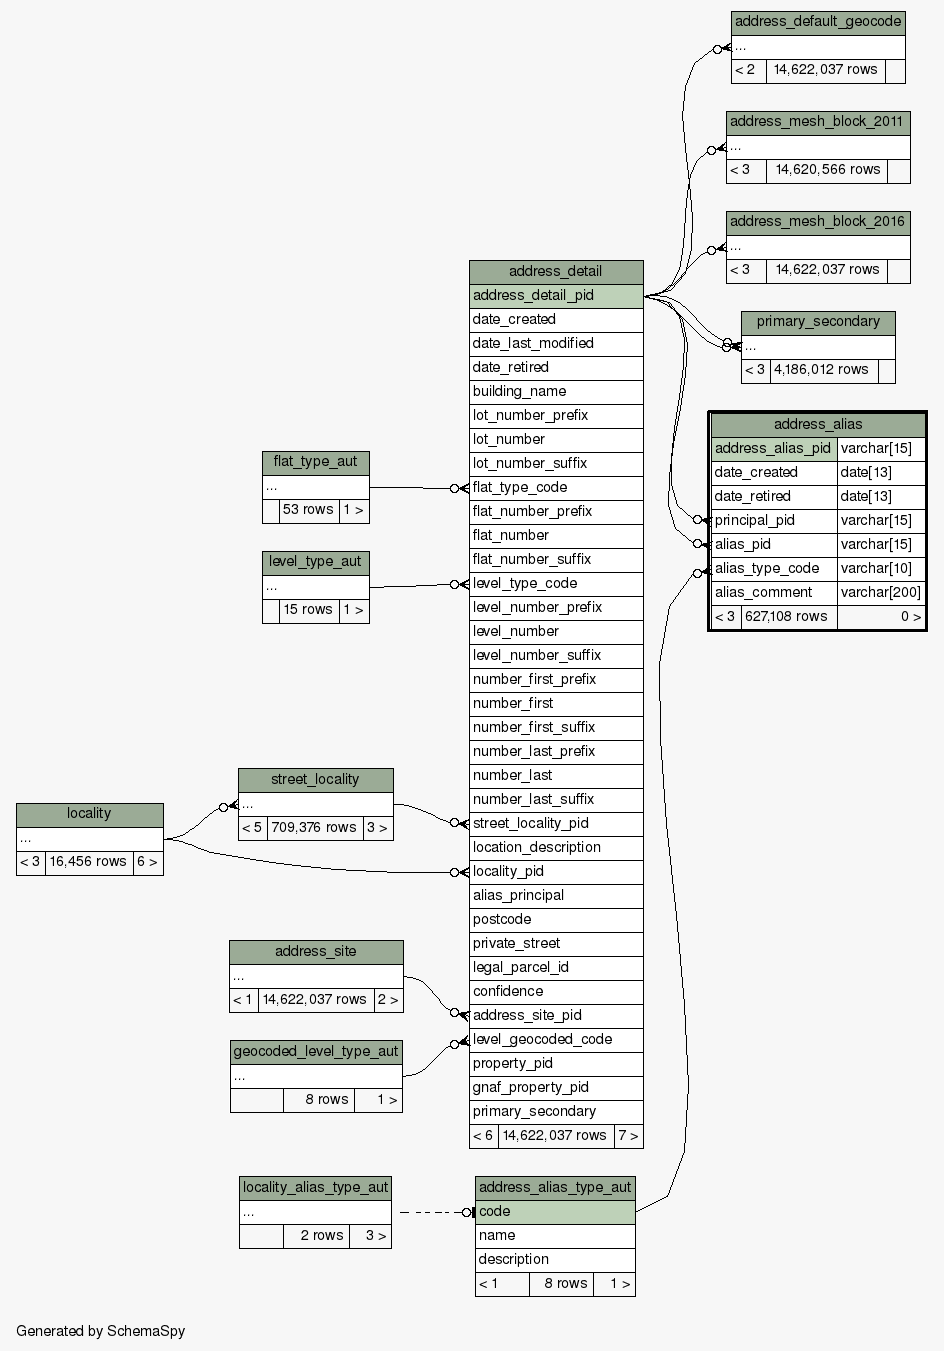 address_default_geocode
...
< 2 14,622,037 rows
address_mesh_block_2011
...
< 3 14,620,566 rows
address_mesh_block_2016
...
< 3 14,622,037 rows
primary_secondary
...
< 3 4,186,012 rows
address_alias
address_alias_pid varchar[15]
date_created date[13]
date_retired date[13]
principal_pid varchar[15]
alias_pid varchar[15]
alias_type_code varchar[10]
alias_comment varchar[200]
< 3 627,108 rows 0 >
address_detail
address_detail_pid
date_created
date_last_modified
date_retired
building_name
lot_number_prefix
lot_number
lot_number_suffix
flat_type_code
flat_number_prefix
flat_number
flat_number_suffix
level_type_code
level_number_prefix
level_number
level_number_suffix
number_first_prefix
number_first
number_first_suffix
number_last_prefix
number_last
number_last_suffix
street_locality_pid
location_description
locality_pid
alias_principal
postcode
private_street
legal_parcel_id
confidence
address_site_pid
level_geocoded_code
property_pid
gnaf_property_pid
primary_secondary
< 6 14,622,037 rows 7 >
flat_type_aut
...
53 rows 1 >
level_type_aut
...
15 rows 1 >
street_locality
...
< 5 709,376 rows 3 >
locality
...
< 3 16,456 rows 6 >
address_site
...
< 1 14,622,037 rows 2 >
geocoded_level_type_aut
...
8 rows 1 >
locality_alias_type_aut
...
2 rows 3 >
address_alias_type_aut
code
name
description
< 1 8 rows 1 >
Generated by SchemaSpy